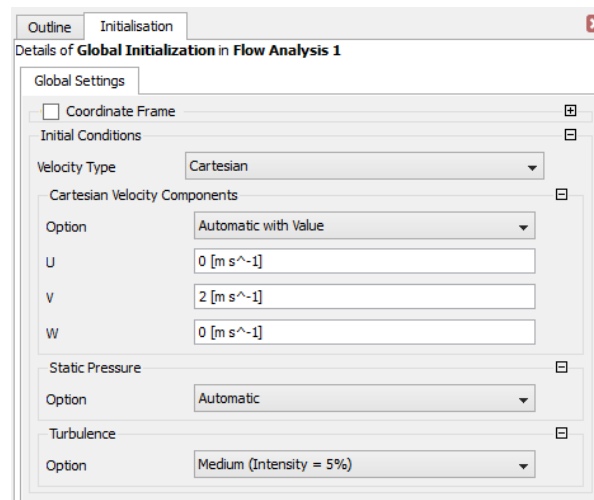 Outline Initialisation
Details of Global Initialization in Flow Analysis 1
Global Settings
Coordinate Frame
Initial Conditions
Velocity Type Cartesian
Cartesian Velocity Components
Option Automatic with Value
U 0 [m s^-1]
V 2 [m s^-1]
W 0 [m s^-1]
Static Pressure
Option Automatic
Turbulence
Option Medium (Intensity = 5%)